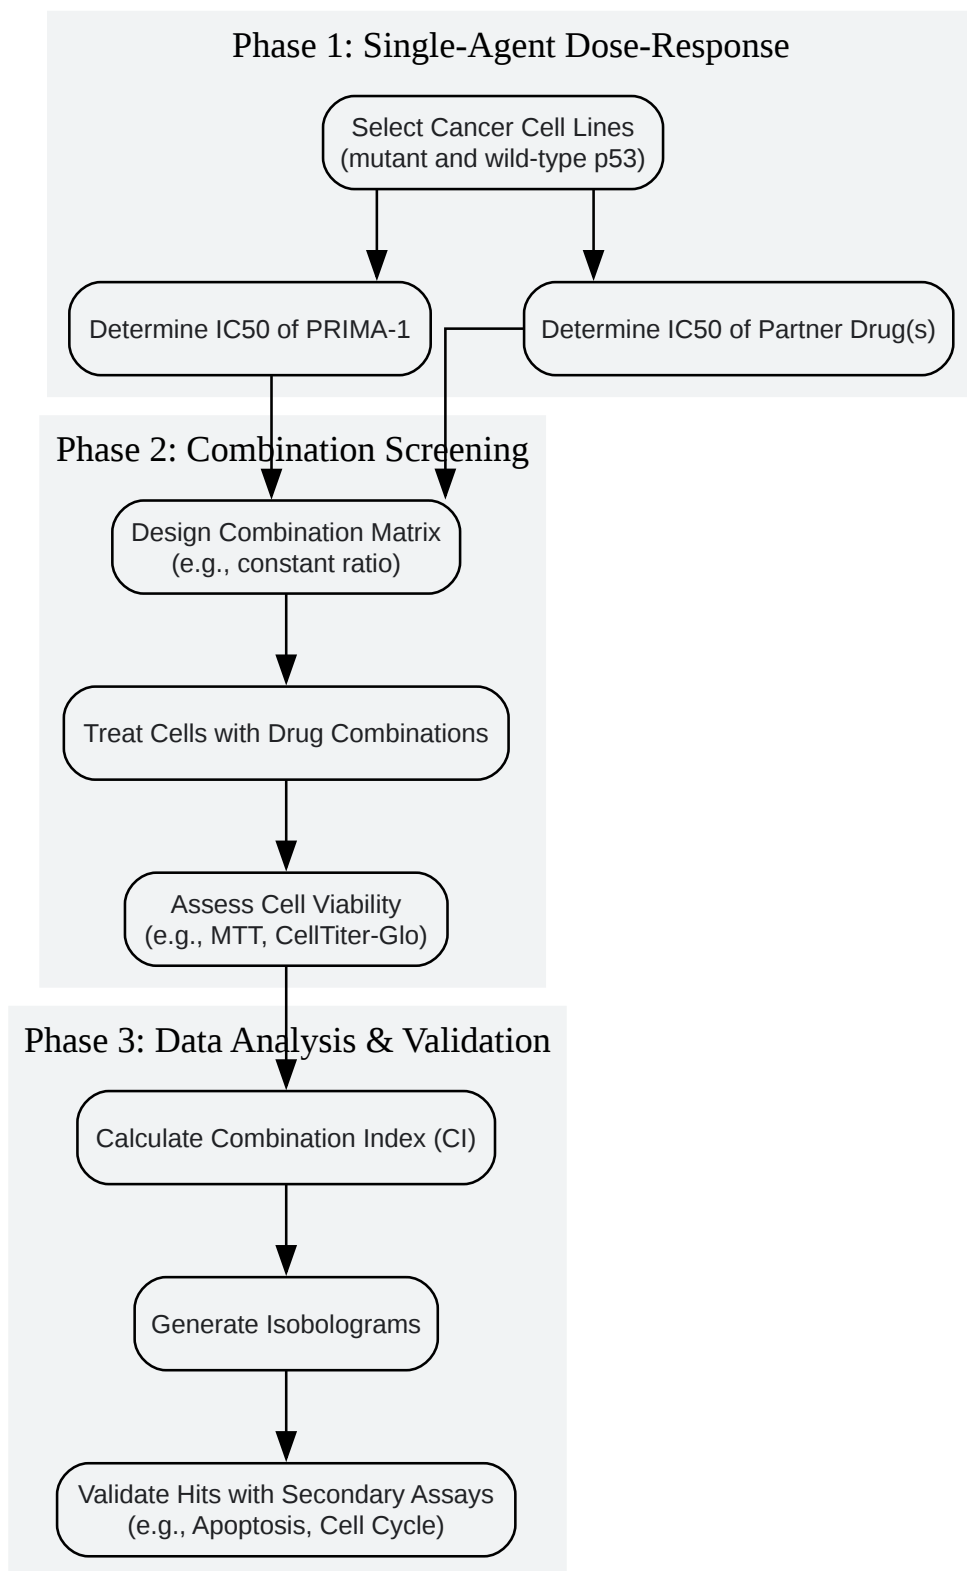 Phase 1: Single-Agent Dose-Response
Select Cancer Cell Lines
(mutant and wild-type p53)
Determine IC50 of PRIMA-1
Determine IC50 of Partner Drug(s)
Phase 2: Combination Screening
Design Combination Matrix
(e.g., constant ratio)
Treat Cells with Drug Combinations
Assess Cell Viability
(e.g., MTT, CellTiter-Glo)
Phase 3: Data Analysis & Validation
Calculate Combination Index (CI)
Generate Isobolograms
Validate Hits with Secondary Assays
(e.g., Apoptosis, Cell Cycle)